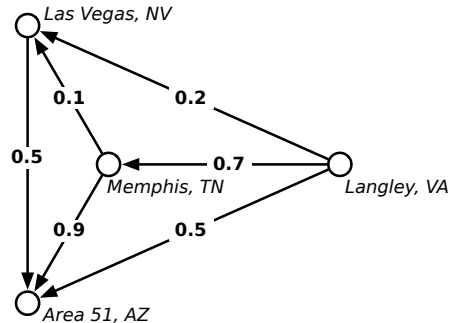 Las Vegas, NV
0.1
0.2
0.5
0.7
Memphis, TN
Langley, VA
0.9
0.5
Area 51, AZ